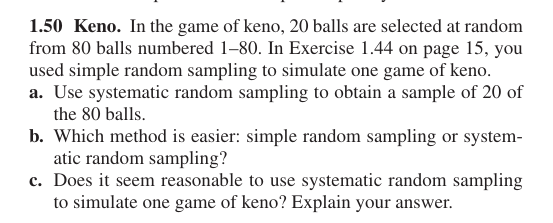 1.50 Keno. In the game of keno, 20 balls are selected at random
from 80 balls numbered 1–80. In Exercise 1.44 on page 15, you
used simple random sampling to simulate one game of keno.
a. Use systematic random sampling to obtain a sample of 20 of
the 80 balls.
b. Which method is easier: simple random sampling or system-
atic random sampling?
c. Does it seem reasonable to use systematic random sampling
to simulate one game of keno? Explain your answer.